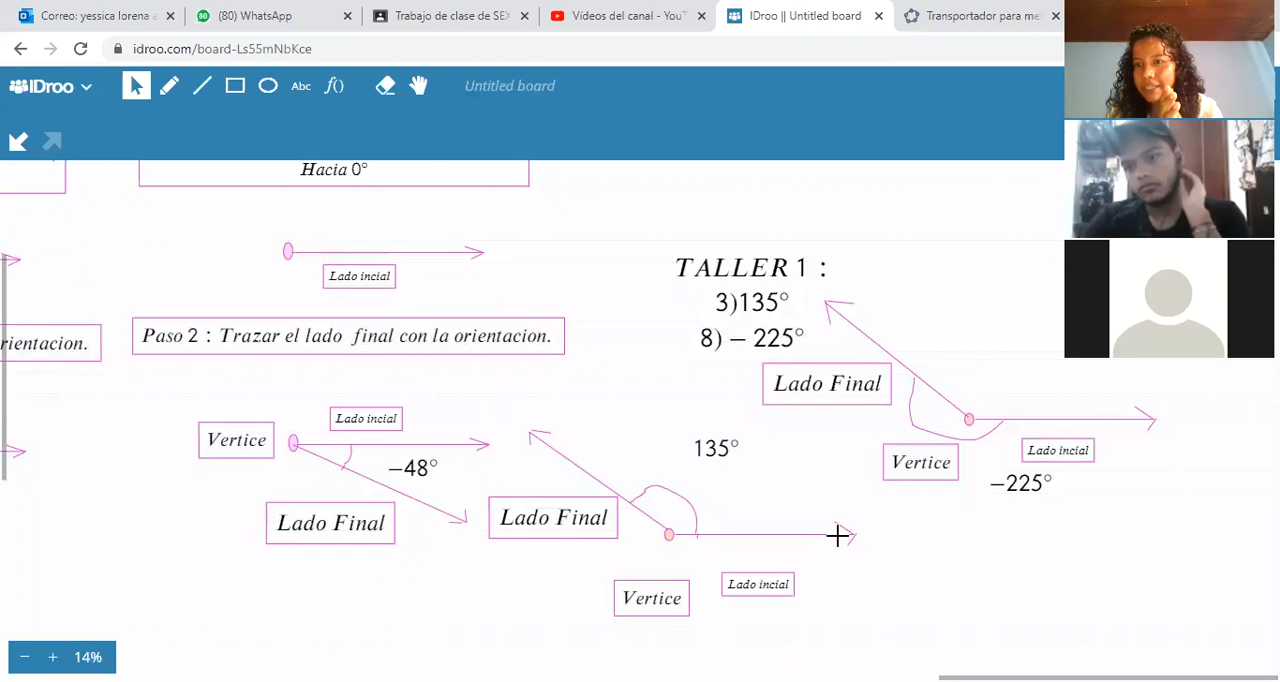 Correo: yessica lorena e
(80) WhatsApp
Trabajo de clase de SEX
Vídeos del canal - YouT
IDroo || Untitled board
Transportador para me
idroo.com/board-Ls55mNbKce
IDroo
Abc
f()
Untitled board
Hacia 0°
Lado incial
TALLER 1 :
3)135°
8) − 225°
rientacion.
Paso 2 : Trazar el lado final con la orientacion.
Lado Final
Lado incial
Vertice
135°
Lado incial
Vertice
−48°
−225°
Lado Final
Lado Final
Lado incial
Vertice
− + 14%